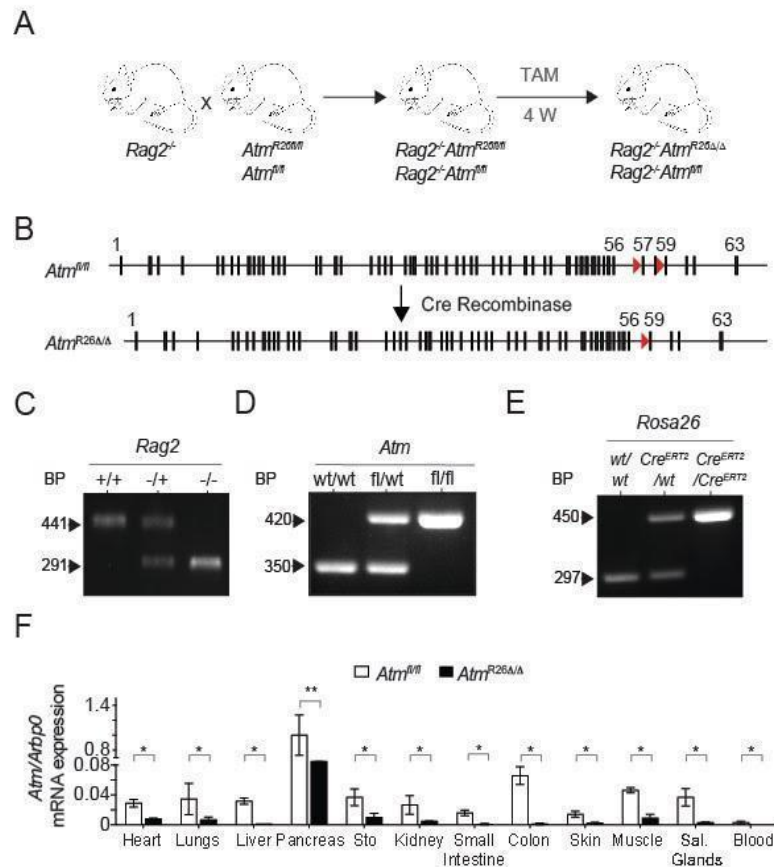 A
X
TAM
4 W
Rag2-/-
AtmR26fl/fl
Atmfl/fl
Rag2-/-AtmR26fl/fl
Rag2-/-Atmfl/fl
Rag2-/-AtmR26Δ/Δ
Rag2-/-Atmfl/fl
B
1 56 57 59 63
Atmfl/fl
Cre Recombinase
1 56 59 63
AtmR26Δ/Δ
C
Rag2
BP +/+ -/+ -/-
441
291
D
Atm
BP wt/wt fl/wt fl/fl
420
350
E
Rosa26
BP wt/wt CreERT2/wt CreERT2/CreERT2
450
297
F
Atmfl/fl AtmR26Δ/Δ
Atm/Arbp0
mRNA expression
1.4
0.8
0.08
0.04
0
* * * ** * * * * * * * *
Heart Lungs Liver Pancreas Sto Kidney Small Intestine Colon Skin Muscle Sal. Glands Blood